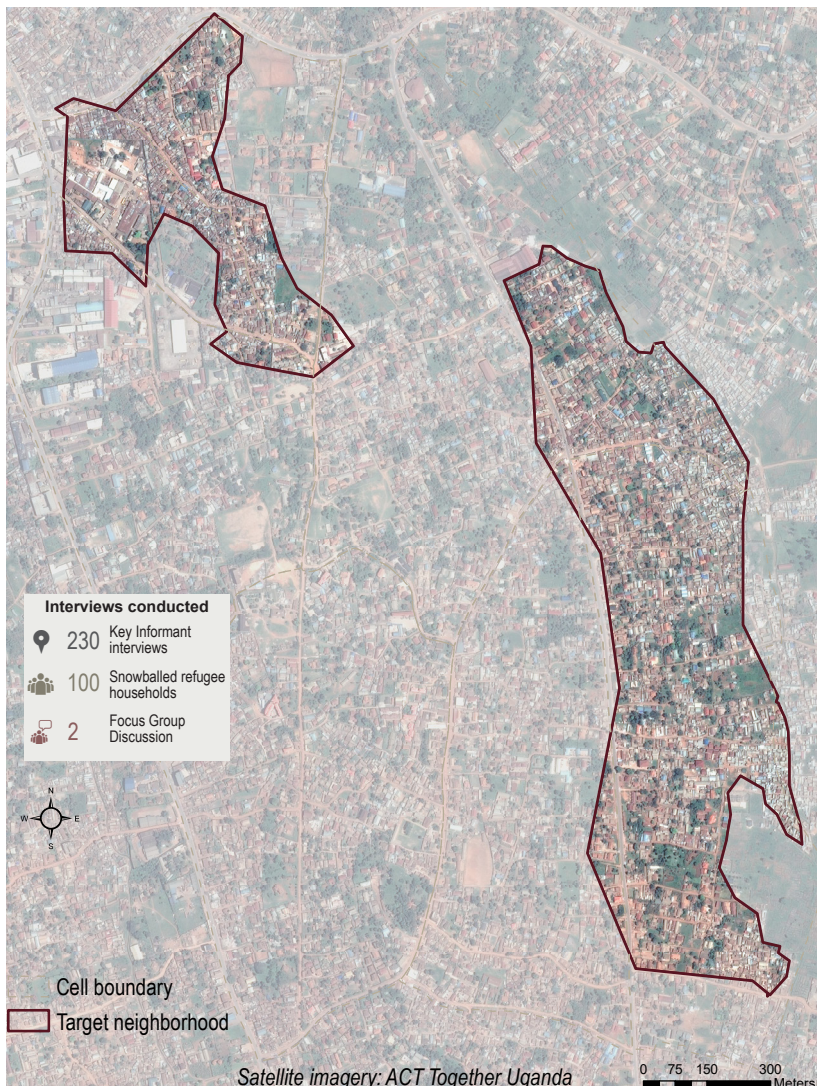 Interviews conducted
230 Key Informant
interviews
100 Snowballed refugee
households
2 Focus Group
Discussion
N
W E
S
Cell boundary
Target neighborhood
Satellite imagery: ACT Together Uganda
0 75 150 300
Meters